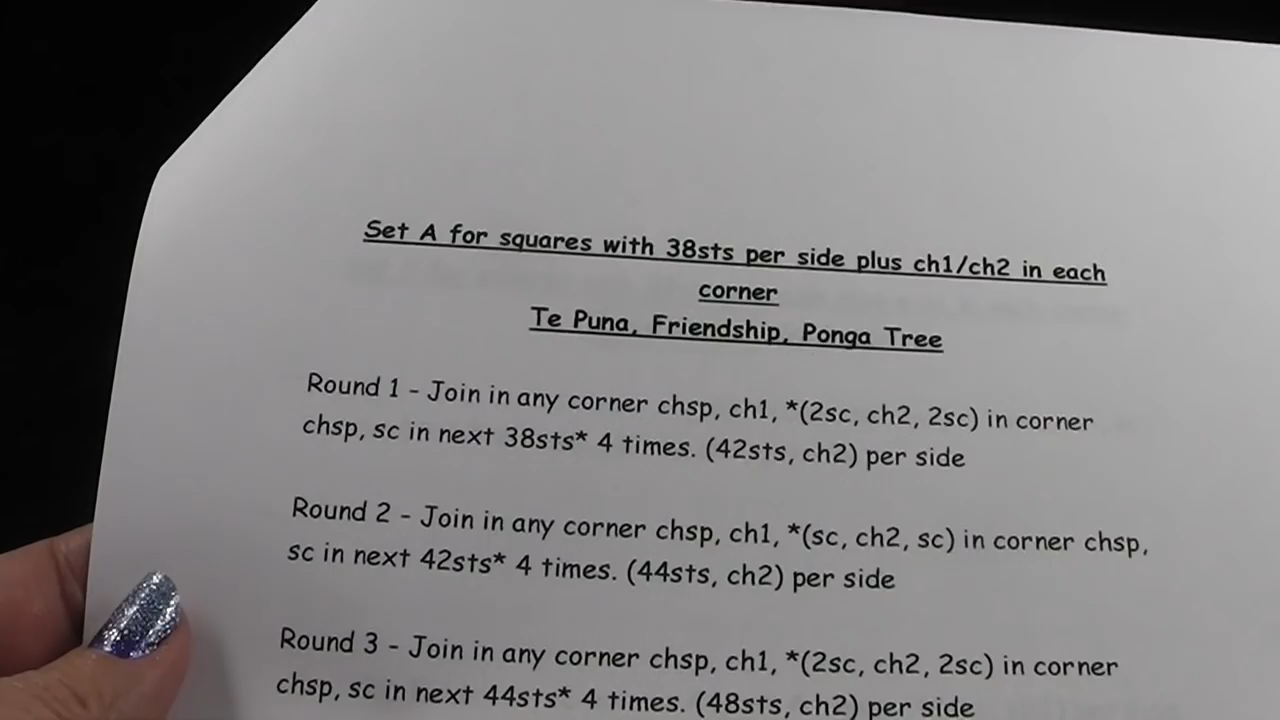 Set A for squares with 38sts per side plus ch1/ch2 in each
corner
Te Puna, Friendship, Ponga Tree
Round 1 - Join in any corner chsp, ch1, *(2sc, ch2, 2sc) in corner
chsp, sc in next 38sts* 4 times. (42sts, ch2) per side
Round 2 - Join in any corner chsp, ch1, *(sc, ch2, sc) in corner chsp,
sc in next 42sts* 4 times. (44sts, ch2) per side
Round 3 - Join in any corner chsp, ch1, *(2sc, ch2, 2sc) in corner
chsp, sc in next 44sts* 4 times. (48sts, ch2) per side